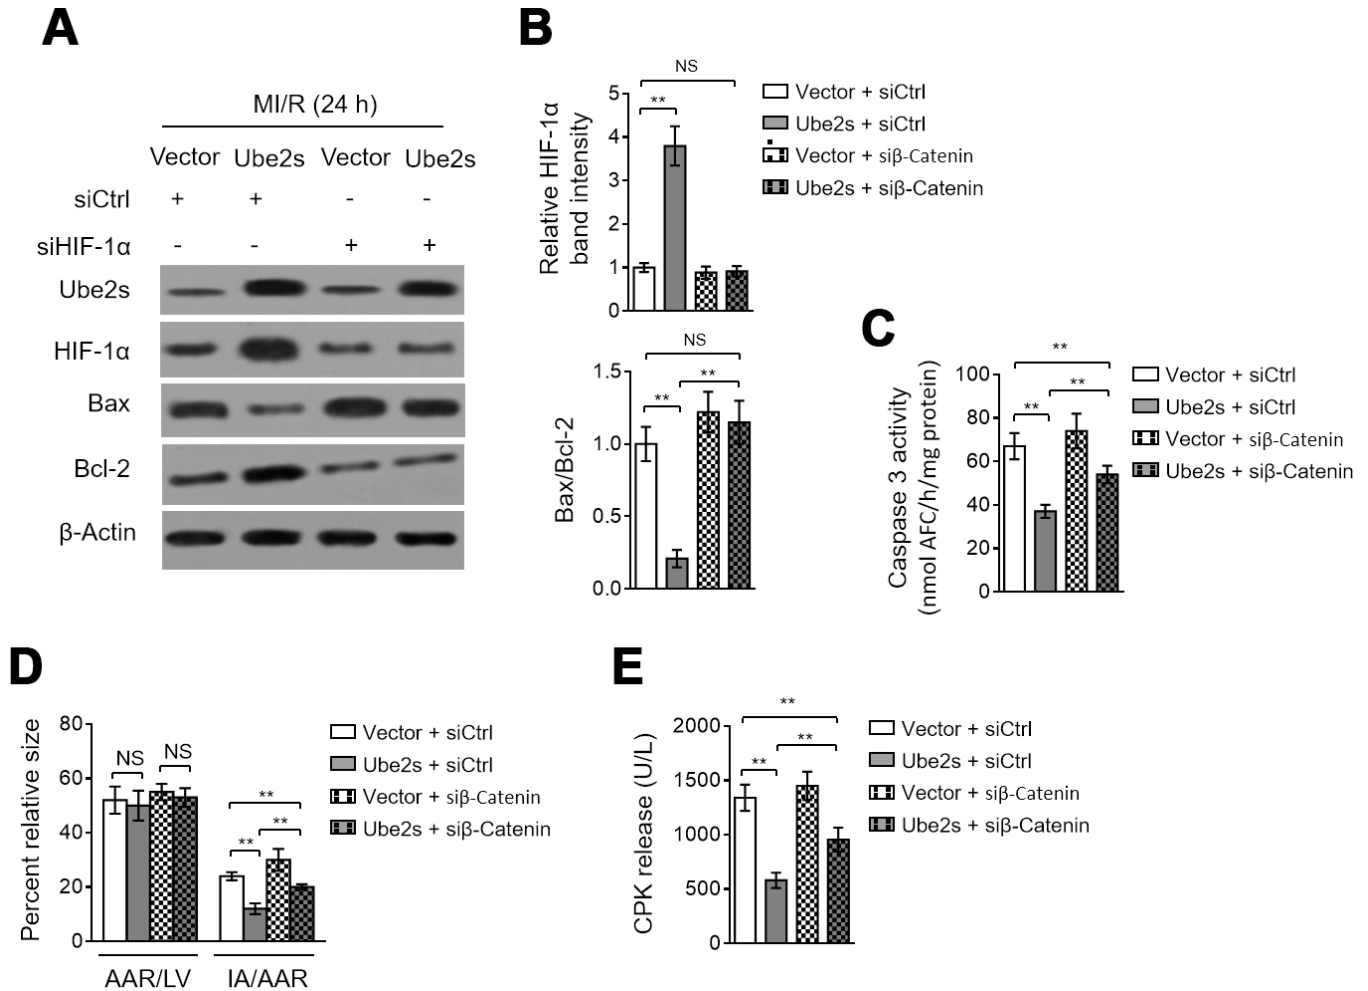 A
MI/R (24 h)
Vector Ube2s Vector Ube2s
siCtrl + + - -
siHIF-1α - - + +
Ube2s
HIF-1α
Bax
Bcl-2
β-Actin
B
NS
**
Relative HIF-1α
band intensity
5
4
3
2
1
0
Vector + siCtrl
Ube2s + siCtrl
Vector + siβ-Catenin
Ube2s + siβ-Catenin
NS
**
**
Bax/Bcl-2
1.5
1.0
0.5
0.0
C
**
**
**
Caspase 3 activity
(nmol AFC/h/mg protein)
100
80
60
40
20
0
Vector + siCtrl
Ube2s + siCtrl
Vector + siβ-Catenin
Ube2s + siβ-Catenin
D
Percent relative size
80
60
40
20
0
NS NS
**
**
**
AAR/LV IA/AAR
Vector + siCtrl
Ube2s + siCtrl
Vector + siβ-Catenin
Ube2s + siβ-Catenin
E
**
**
**
CPK release (U/L)
2000
1500
1000
500
0
Vector + siCtrl
Ube2s + siCtrl
Vector + siβ-Catenin
Ube2s + siβ-Catenin